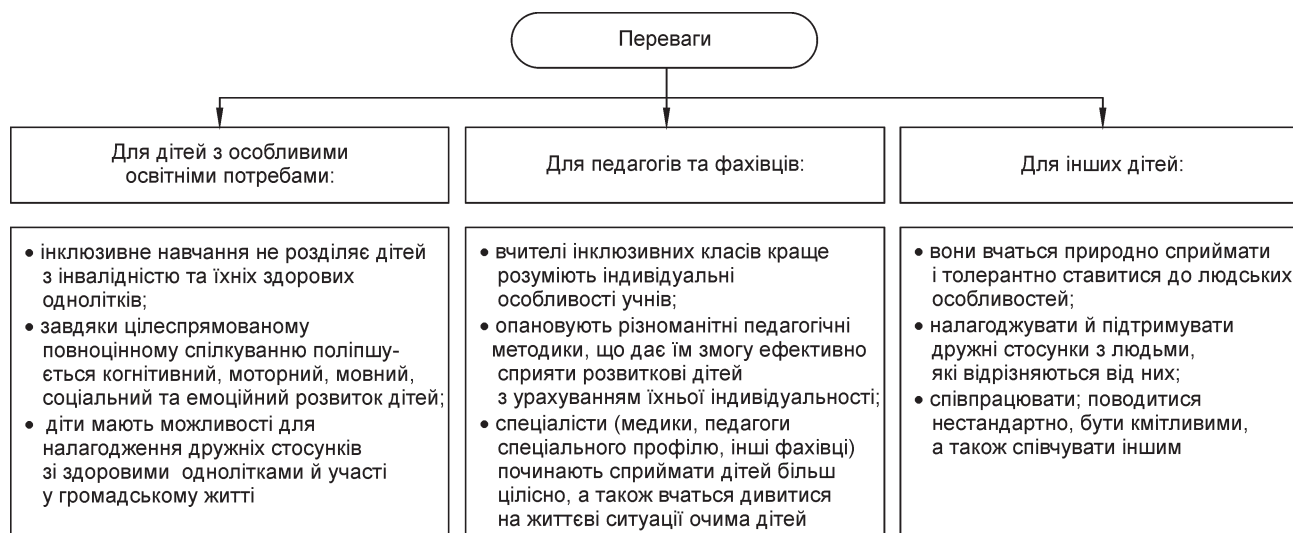 Переваги
Для дітей з особливими
освітніми потребами:
Для педагогів та фахівців:
Для інших дітей:
• інклюзивне навчання не розділяє дітей
з інвалідністю та їхніх здорових
однолітків;
• завдяки цілеспрямованому
повноцінному спілкуванню поліпшу-
ється когнітивний, моторний, мовний,
соціальний та емоційний розвиток дітей;
• діти мають можливості для
налагодження дружніх стосунків
зі здоровими однолітками й участі
у громадському житті
• вчителі інклюзивних класів краще
розуміють індивідуальні
особливості учнів;
• опановують різноманітні педагогічні
методики, що дає їм змогу ефективно
сприяти розвиткові дітей
з урахуванням їхньої індивідуальності;
• спеціалісти (медики, педагоги
спеціального профілю, інші фахівці)
починають сприймати дітей більш
цілісно, а також вчаться дивитися
на життєві ситуації очима дітей
• вони вчаться природно сприймати
і толерантно ставитися до людських
особливостей;
• налагоджувати й підтримувати
дружні стосунки з людьми,
які відрізняються від них;
• співпрацювати; поводитися
нестандартно, бути кмітливими,
а також співчувати іншим